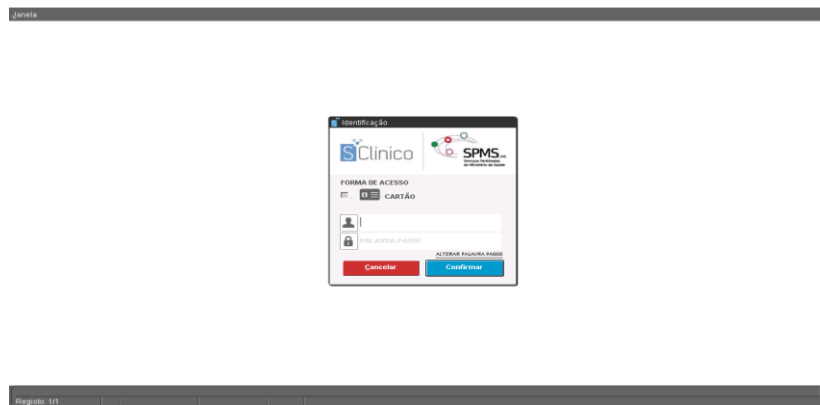 Janela
Identificação
SClínico
SPMS
FORMA DE ACESSO
CARTÃO
PALAVRA PASSE
ALTERAR PALAVRA PASSE
Cancelar
Confirmar
Registo: 1/1